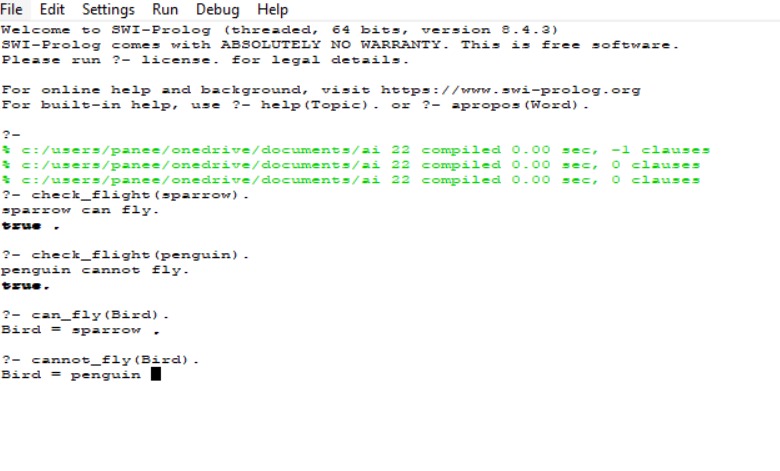 File Edit Settings Run Debug Help
Welcome to SWI-Prolog (threaded, 64 bits, version 8.4.3)
SWI-Prolog comes with ABSOLUTELY NO WARRANTY. This is free software.
Please run ?- license. for legal details.
For online help and background, visit https://www.swi-prolog.org
For built-in help, use ?- help(Topic). or ?- apropos(Word).
?-
% c:/users/panee/onedrive/documents/ai 22 compiled 0.00 sec, -1 clauses
% c:/users/panee/onedrive/documents/ai 22 compiled 0.00 sec, 0 clauses
% c:/users/panee/onedrive/documents/ai 22 compiled 0.00 sec, 0 clauses
?- check_flight(sparrow).
sparrow can fly.
true .
?- check_flight(penguin).
penguin cannot fly.
true.
?- can_fly(Bird).
Bird = sparrow .
?- cannot_fly(Bird).
Bird = penguin